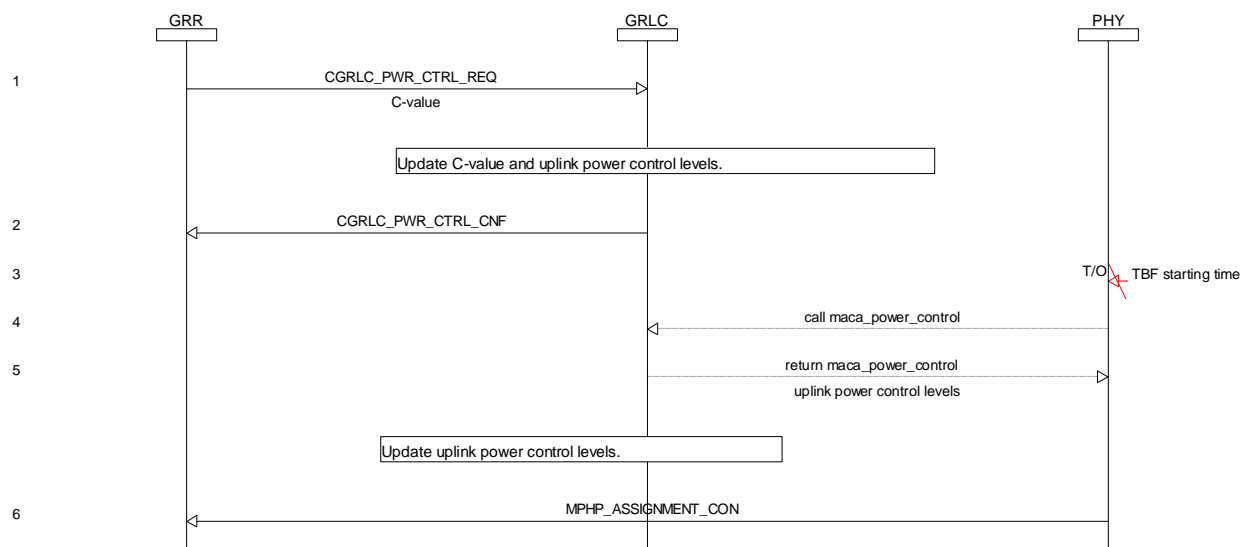 GRR GRLC PHY
1 CGRLC_PWR_CTRL_REQ
C-value
Update C-value and uplink power control levels.
2 CGRLC_PWR_CTRL_CNF
3 T/O TBF starting time
4 call maca_power_control
5 return maca_power_control
uplink power control levels
Update uplink power control levels.
6 MPHP_ASSIGNMENT_CON